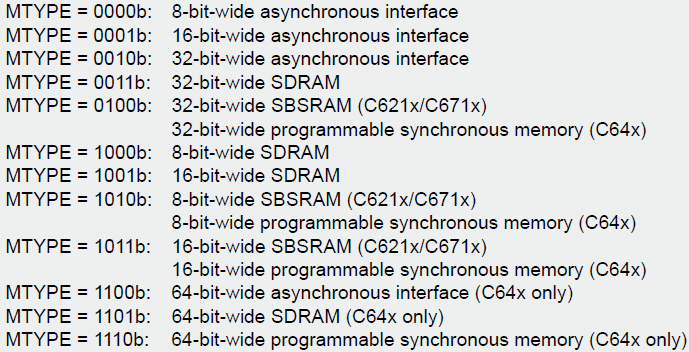 MTYPE = 0000b: 8-bit-wide asynchronous interface
MTYPE = 0001b: 16-bit-wide asynchronous interface
MTYPE = 0010b: 32-bit-wide asynchronous interface
MTYPE = 0011b: 32-bit-wide SDRAM
MTYPE = 0100b: 32-bit-wide SBSRAM (C621x/C671x)
32-bit-wide programmable synchronous memory (C64x)
MTYPE = 1000b: 8-bit-wide SDRAM
MTYPE = 1001b: 16-bit-wide SDRAM
MTYPE = 1010b: 8-bit-wide SBSRAM (C621x/C671x)
8-bit-wide programmable synchronous memory (C64x)
MTYPE = 1011b: 16-bit-wide SBSRAM (C621x/C671x)
16-bit-wide programmable synchronous memory (C64x)
MTYPE = 1100b: 64-bit-wide asynchronous interface (C64x only)
MTYPE = 1101b: 64-bit-wide SDRAM (C64x only)
MTYPE = 1110b: 64-bit-wide programmable synchronous memory (C64x only)